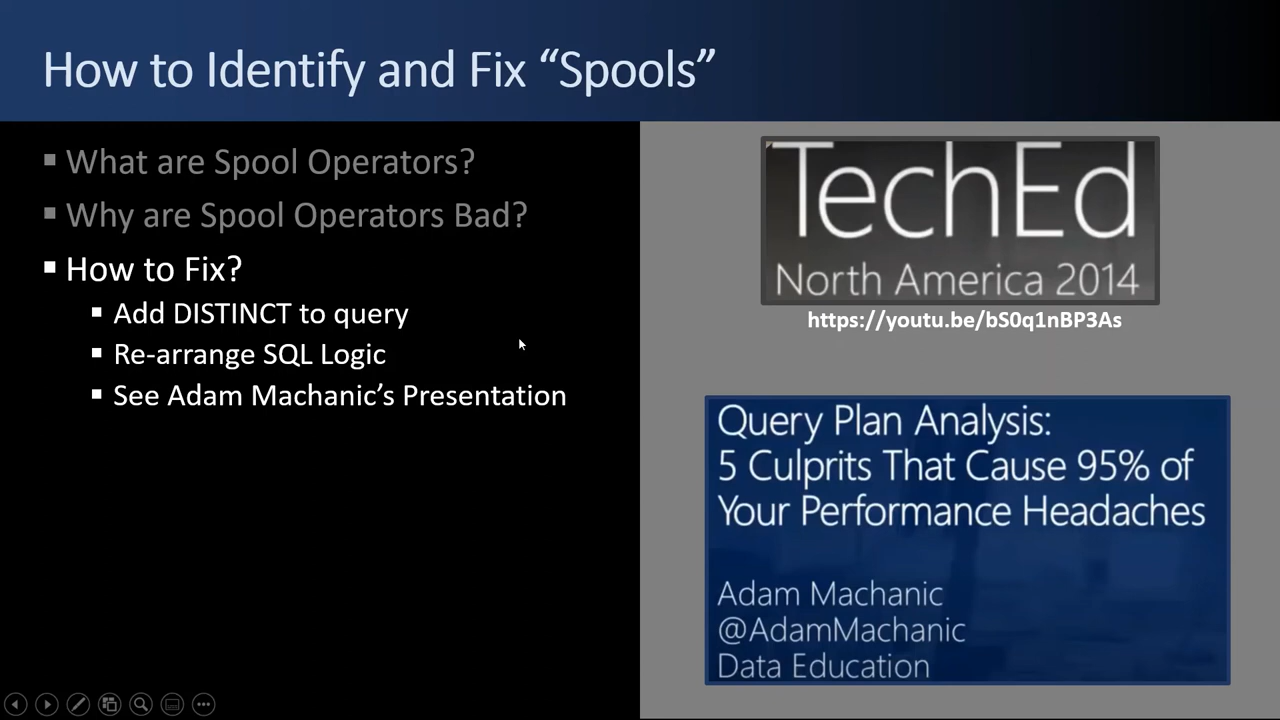 How to Identify and Fix “Spools”
▪ What are Spool Operators?
▪ Why are Spool Operators Bad?
▪ How to Fix?
▪ Add DISTINCT to query
▪ Re-arrange SQL Logic
▪ See Adam Machanic’s Presentation
TechEd
North America 2014
https://youtu.be/bS0q1nBP3As
Query Plan Analysis:
5 Culprits That Cause 95% of
Your Performance Headaches
Adam Machanic
@AdamMachanic
Data Education